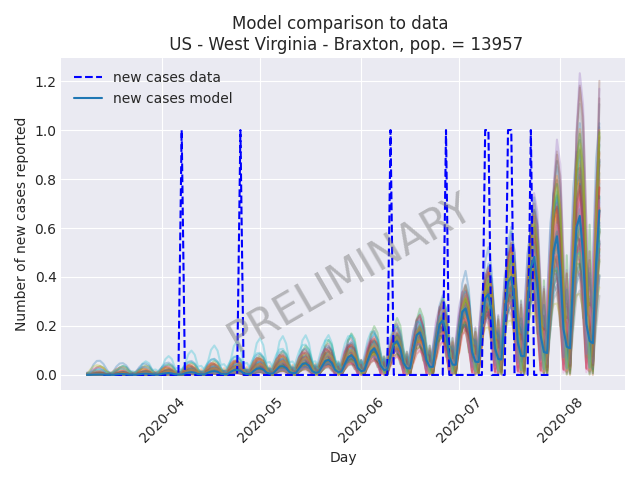 Model comparison to data
US - West Virginia - Braxton, pop. = 13957
new cases data
new cases model
1.2
1.0
0.8
0.6
0.4
0.2
0.0
Number of new cases reported
PRELIMINARY
2020-04
2020-05
2020-06
2020-07
2020-08
Day